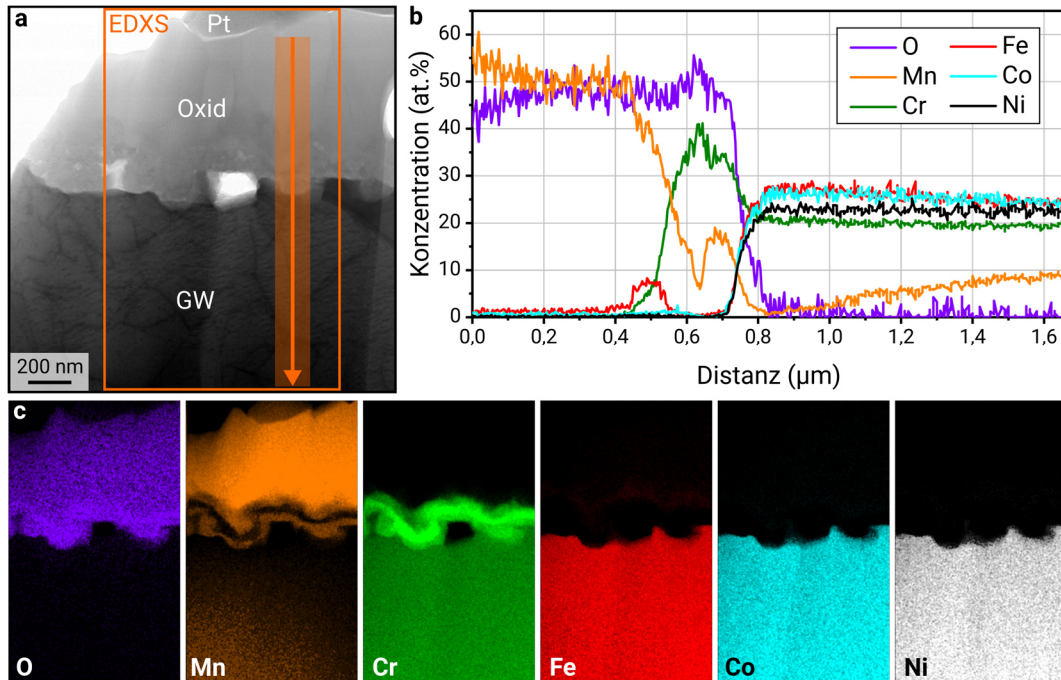 a
EDXS
Pt
Oxid
GW
200 nm
b
Konzentration (at.%)
60
50
40
30
20
10
0
0,0 0,2 0,4 0,6 0,8 1,0 1,2 1,4 1,6
Distanz (µm)
O Fe
Mn Co
Cr Ni
c
O Mn Cr Fe Co Ni